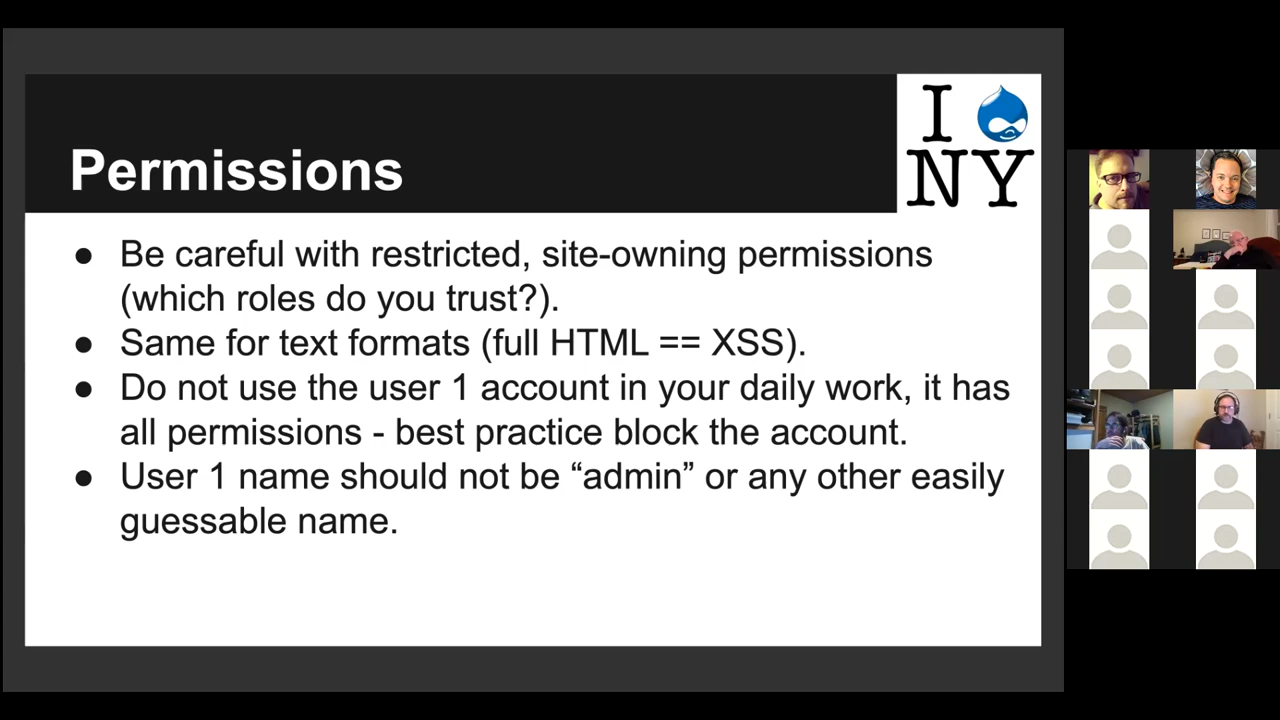 I
NY
Permissions
● Be careful with restricted, site-owning permissions
(which roles do you trust?).
● Same for text formats (full HTML == XSS).
● Do not use the user 1 account in your daily work, it has
all permissions - best practice block the account.
● User 1 name should not be “admin” or any other easily
guessable name.